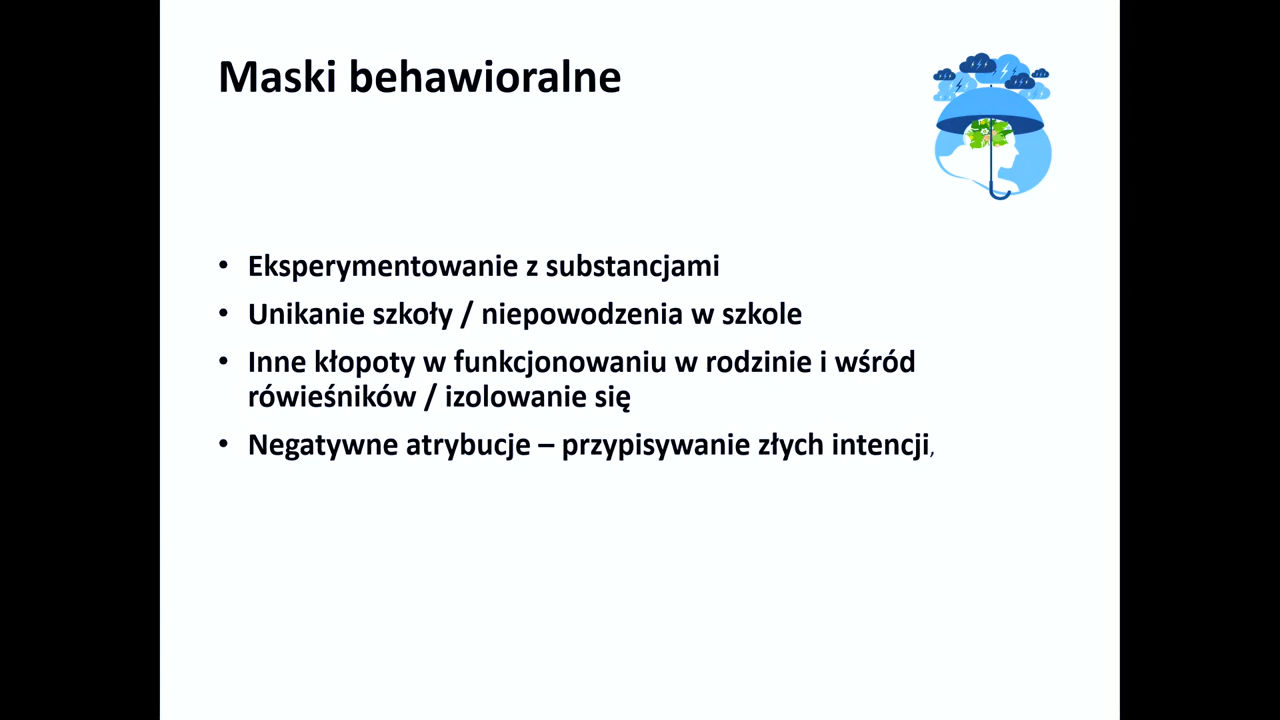 Maski behawioralne
• Eksperymentowanie z substancjami
• Unikanie szkoły / niepowodzenia w szkole
• Inne kłopoty w funkcjonowaniu w rodzinie i wśród
rówieśników / izolowanie się
• Negatywne atrybucje – przypisywanie złych intencji,